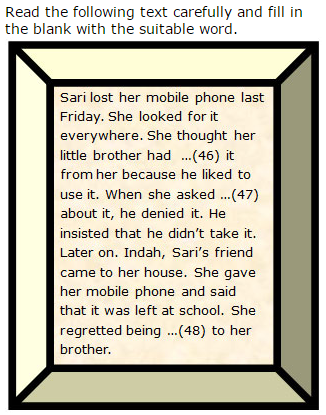 Read the following text carefully and fill in
the blank with the suitable word.
Sari lost her mobile phone last
Friday. She looked for it
everywhere. She thought her
little brother had ...(46) it
from her because he liked to
use it. When she asked ...(47)
about it, he denied it. He
insisted that he didn't take it.
Later on. Indah, Sari's friend
came to her house. She gave
her mobile phone and said
that it was left at school. She
regretted being ...(48) to her
brother.